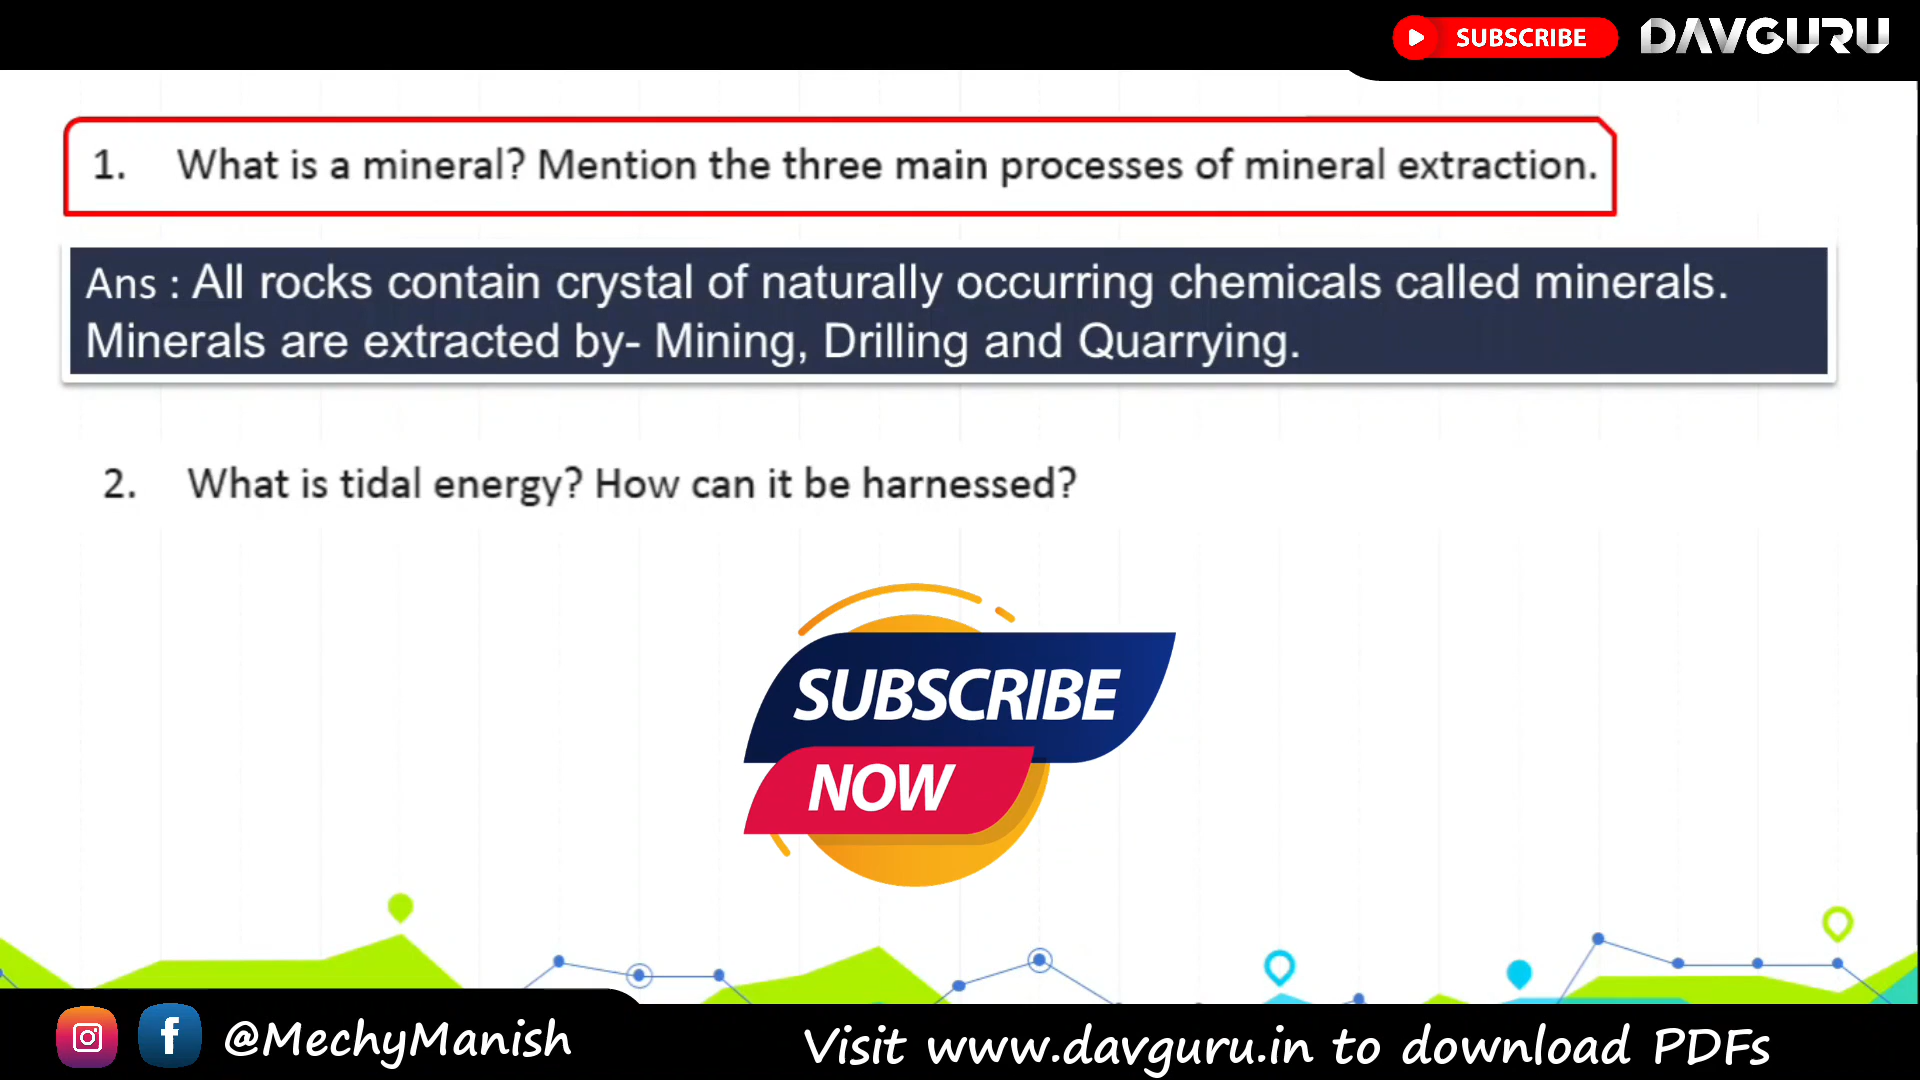 SUBSCRIBE DAVGURU
1. What is a mineral? Mention the three main processes of mineral extraction.
Ans : All rocks contain crystal of naturally occurring chemicals called minerals.
Minerals are extracted by- Mining, Drilling and Quarrying.
2. What is tidal energy? How can it be harnessed?
SUBSCRIBE
NOW
@MechyManish Visit www.davguru.in to download PDFs